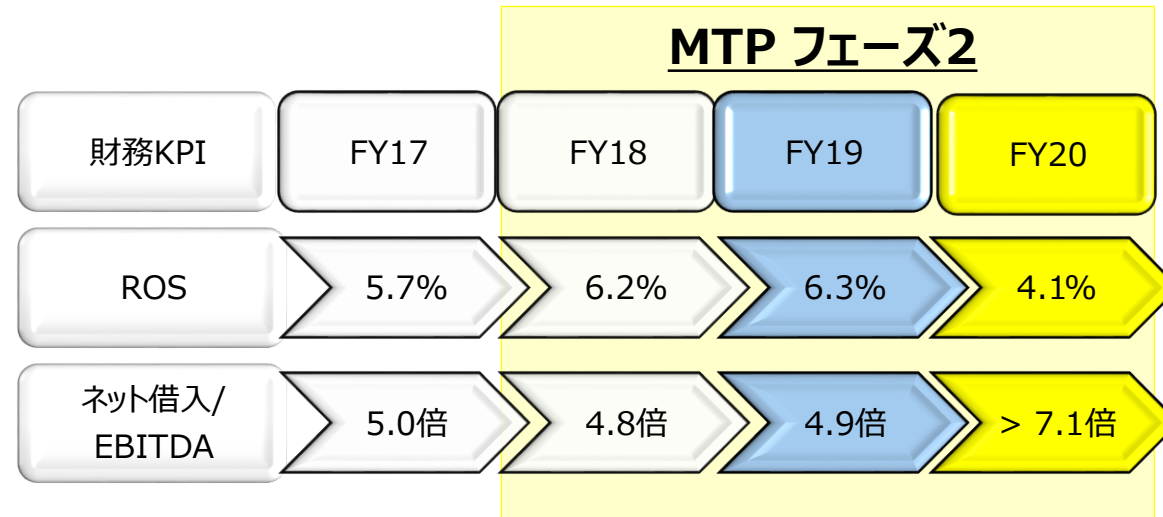 MTP フェーズ2
財務KPI FY17 FY18 FY19 FY20
ROS 5.7% 6.2% 6.3% 4.1%
ネット借入/
EBITDA 5.0倍 4.8倍 4.9倍 > 7.1倍